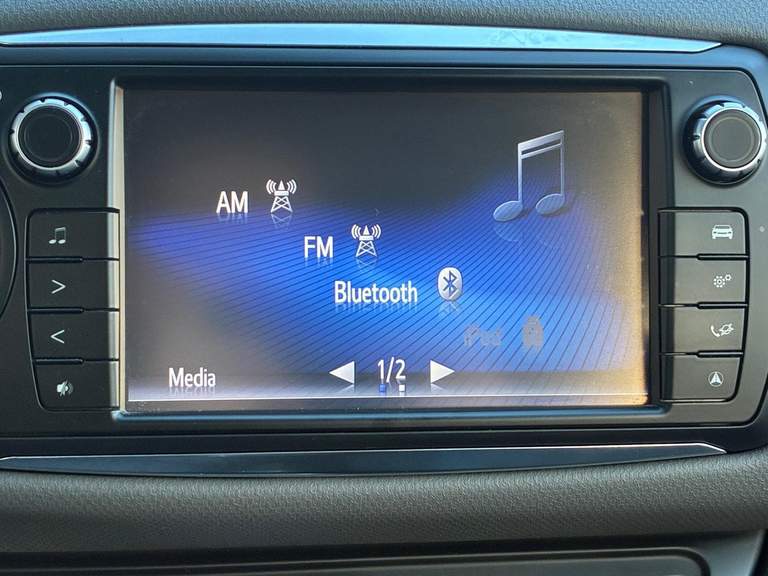 AM
FM
Bluetooth
iPod
Media
1/2